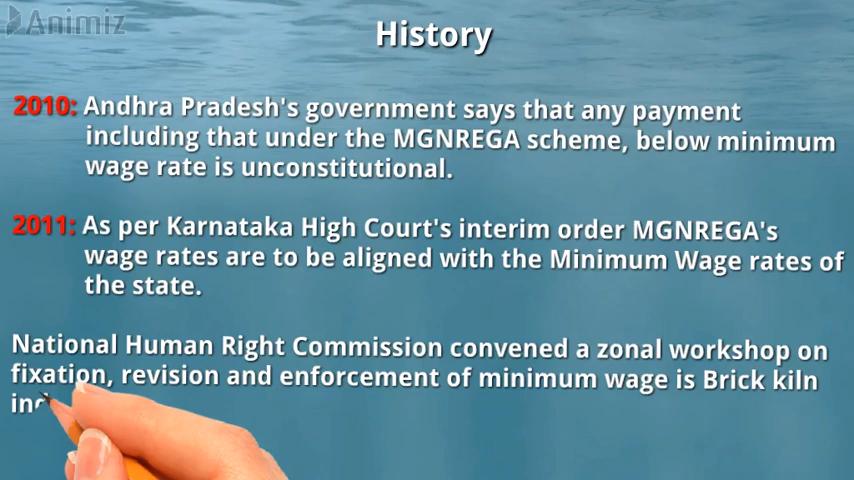 Animiz
History
2010: Andhra Pradesh's government says that any payment
including that under the MGNREGA scheme, below minimum
wage rate is unconstitutional.
2011: As per Karnataka High Court's interim order MGNREGA's
wage rates are to be aligned with the Minimum Wage rates of
the state.
National Human Right Commission convened a zonal workshop on
fixation, revision and enforcement of minimum wage is Brick kiln